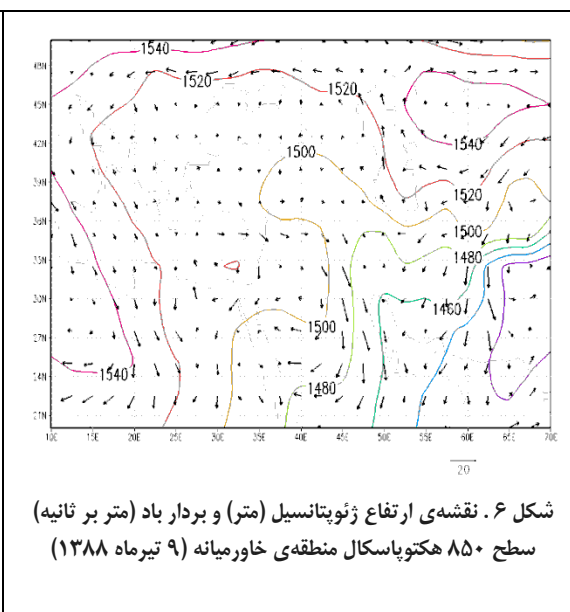 1540
1520
1520
1540
1500
1520
1500
1480
1460
1500
1540
1480
48N
45N
42N
39N
36N
33N
30N
27N
24N
21N
10E 15E 20E 25E 30E 35E 40E 45E 50E 55E 60E 65E 70E
20
شکل ۶. نقشه‌ی ارتفاع ژئوپتانسیل (متر) و بردار باد (متر بر ثانیه)
سطح ۸۵۰ هکتوپاسکال منطقه‌ی خاورمیانه (۹ تیرماه ۱۳۸۸)